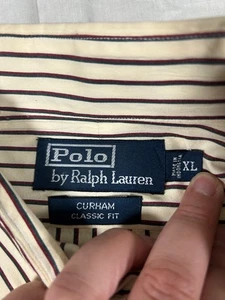 Polo
by Ralph Lauren
XL
CURHAM
CLASSIC FIT